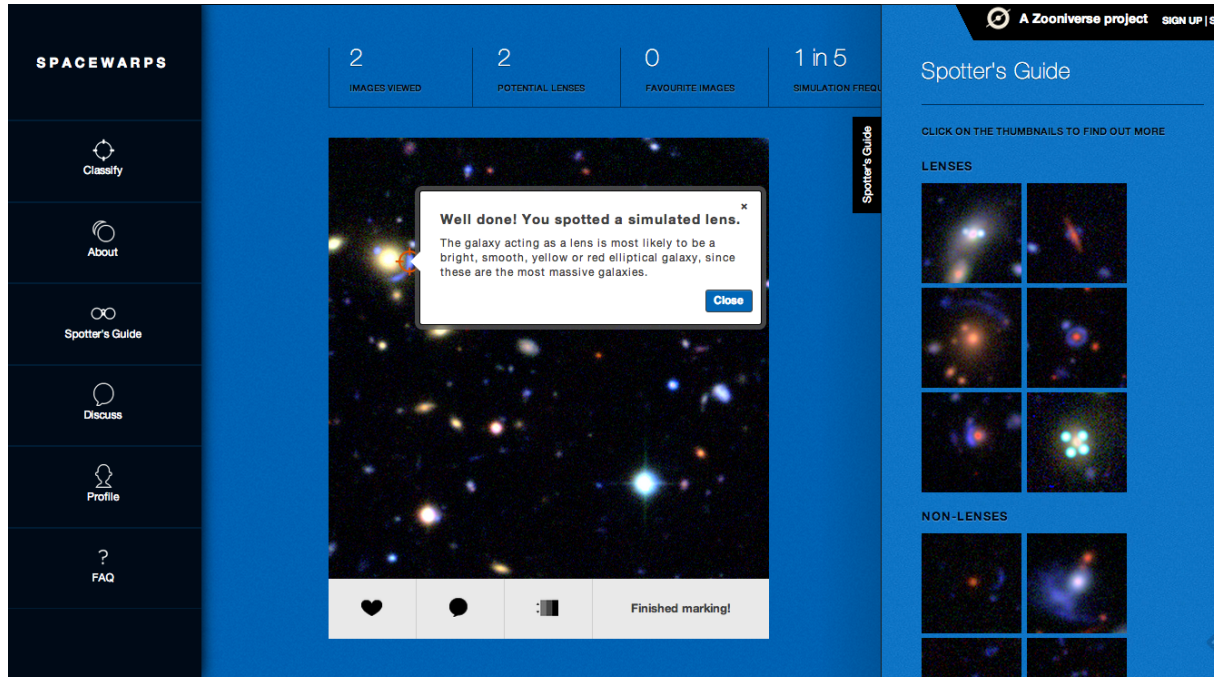 SPACEWARPS
Classify
About
Spotter's Guide
Discuss
Profile
?
FAQ
2
IMAGES VIEWED
2
POTENTIAL LENSES
0
FAVOURITE IMAGES
1 in 5
SIMULATION FREQU
Spotter's Guide
Well done! You spotted a simulated lens.
The galaxy acting as a lens is most likely to be a
bright, smooth, yellow or red elliptical galaxy, since
these are the most massive galaxies.
Close
Finished marking!
A Zooniverse project SIGN UP | S
Spotter's Guide
CLICK ON THE THUMBNAILS TO FIND OUT MORE
LENSES
NON-LENSES